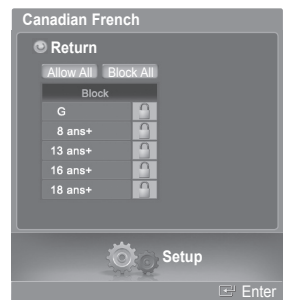 Canadian French
Return
Allow All Block All
Block
G
8 ans+
13 ans+
16 ans+
18 ans+
Setup
Enter